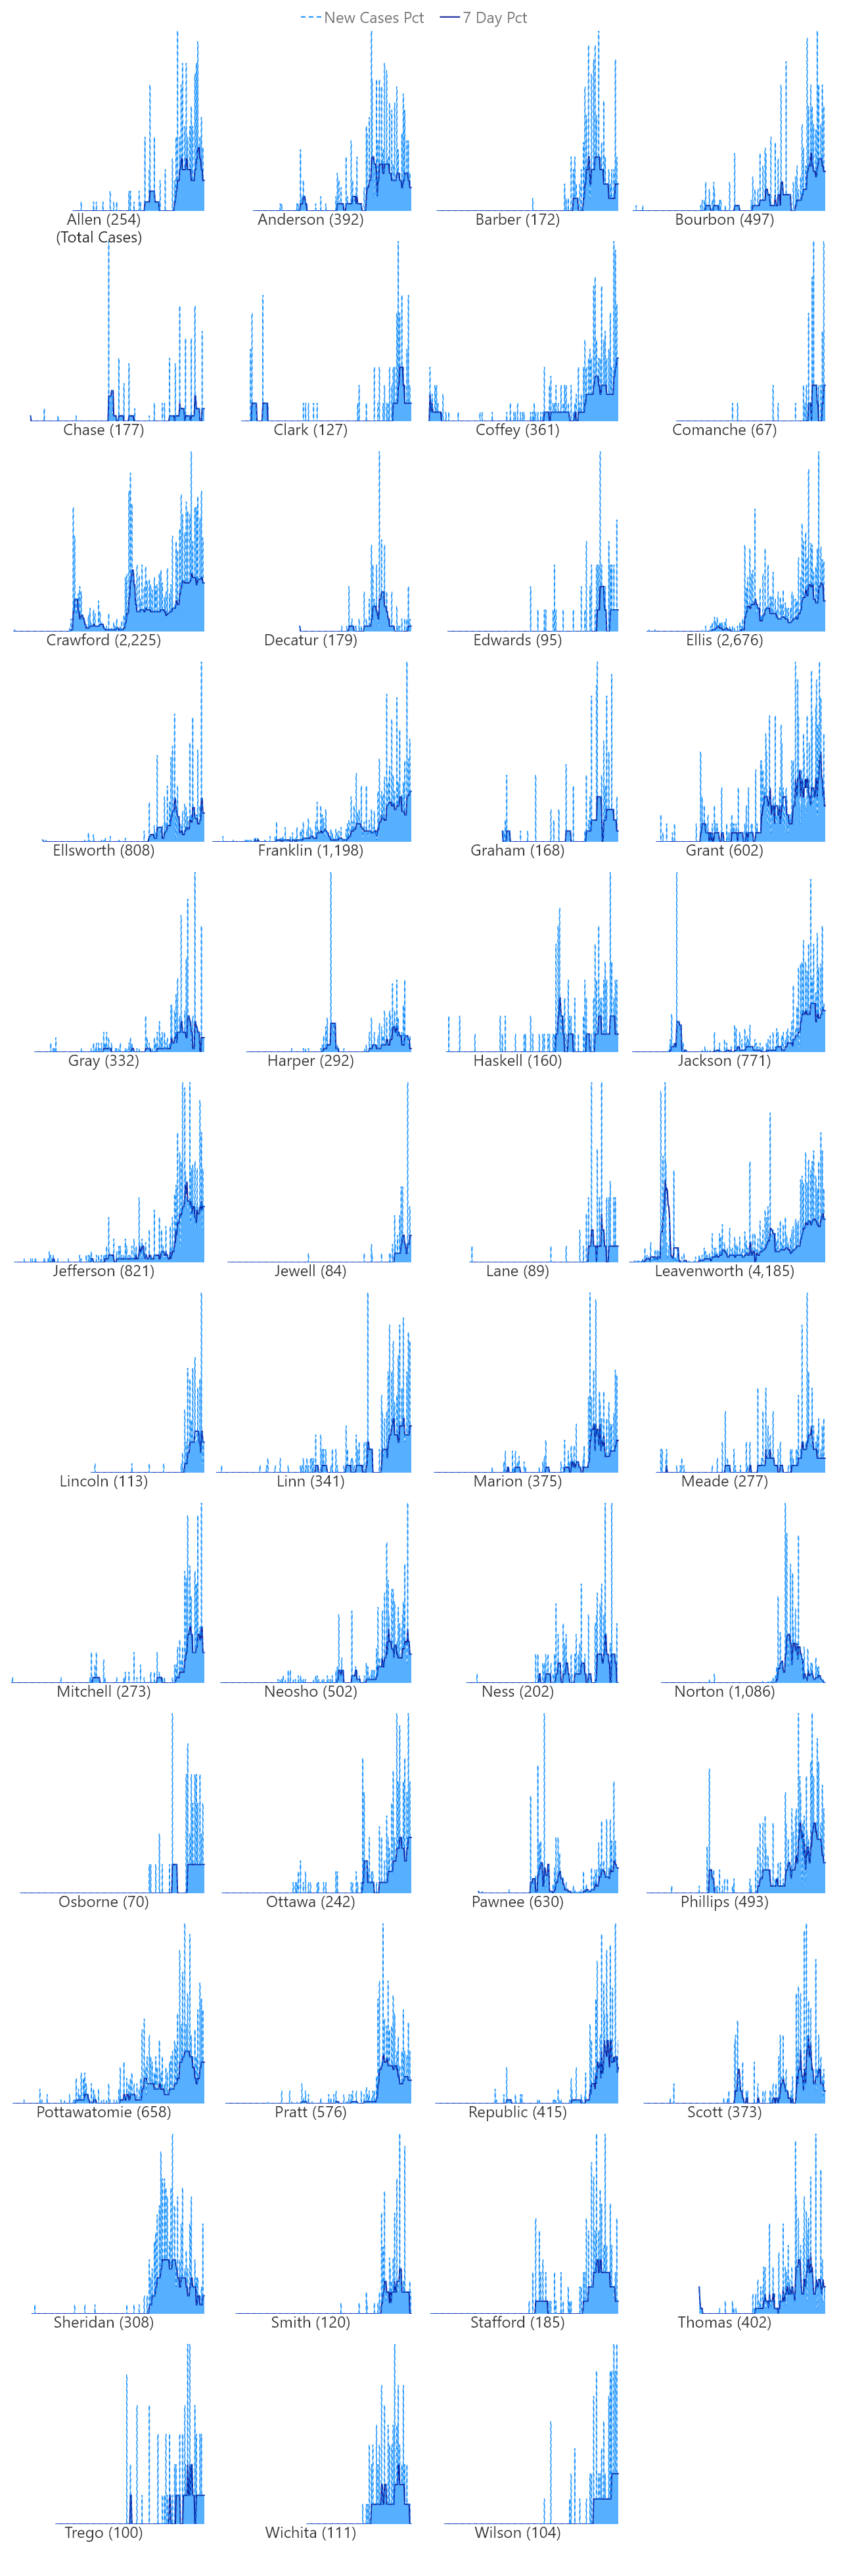 New Cases Pct 7 Day Pct
Allen (254) Anderson (392) Barber (172) Bourbon (497)
(Total Cases)
Chase (177) Clark (127) Coffey (361) Comanche (67)
Crawford (2,225) Decatur (179) Edwards (95) Ellis (2,676)
Ellsworth (808) Franklin (1,198) Graham (168) Grant (602)
Gray (332) Harper (292) Haskell (160) Jackson (771)
Jefferson (821) Jewell (84) Lane (89) Leavenworth (4,185)
Lincoln (113) Linn (341) Marion (375) Meade (277)
Mitchell (273) Neosho (502) Ness (202) Norton (1,086)
Osborne (70) Ottawa (242) Pawnee (630) Phillips (493)
Pottawatomie (658) Pratt (576) Republic (415) Scott (373)
Sheridan (308) Smith (120) Stafford (185) Thomas (402)
Trego (100) Wichita (111) Wilson (104)